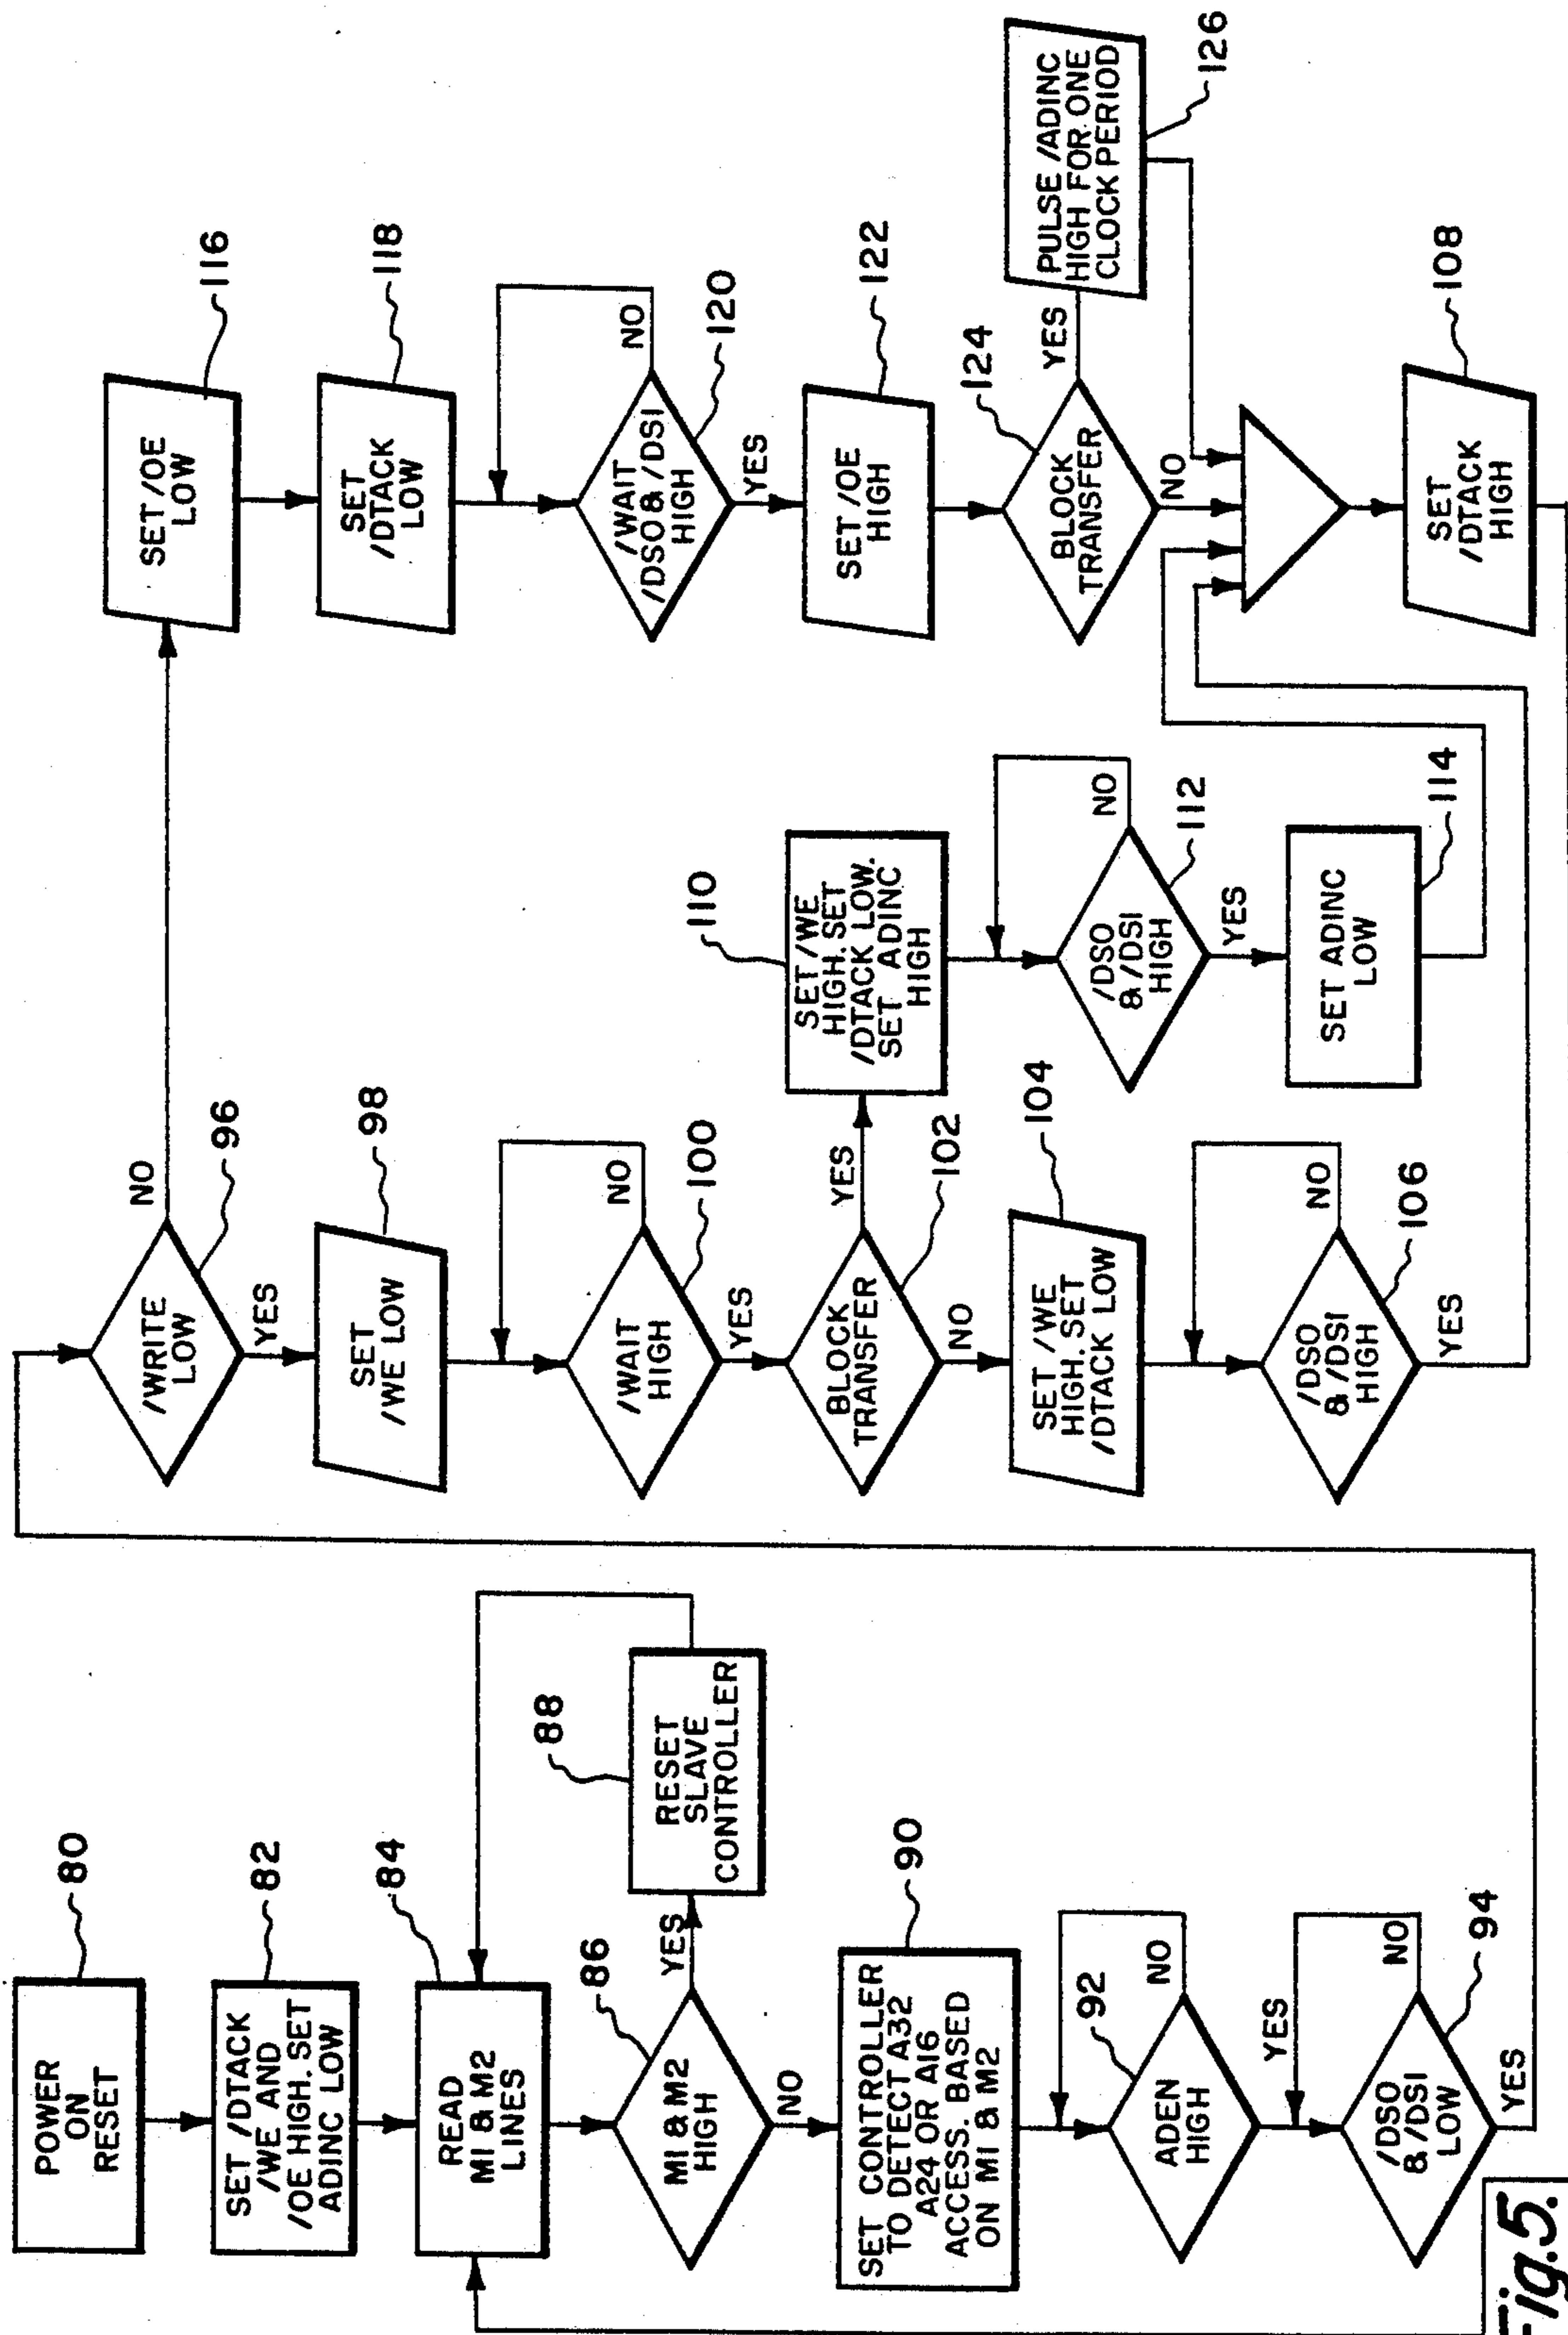 POWER
ON
RESET
80
SET /DTACK
/WE AND
/OE HIGH. SET
ADINC LOW
82
READ
M1 & M2
LINES
84
M1 & M2
HIGH
86
YES
NO
RESET
SLAVE
CONTROLLER
88
SET CONTROLLER
TO DETECT A32
A24 OR A16
ACCESS. BASED
ON M1 & M2
90
ADEN
HIGH
92
NO
YES
/DSO
& /DSI
LOW
94
NO
YES
/WRITE
LOW
96
NO
YES
SET
/WE LOW
98
/WAIT
HIGH
100
NO
YES
BLOCK
TRANSFER
102
YES
NO
SET /WE
HIGH. SET
/DTACK LOW
104
/DSO
& /DSI
HIGH
106
NO
YES
SET /WE
HIGH. SET
/DTACK LOW.
SET ADINC
HIGH
110
/DSO
& /DSI
HIGH
112
NO
YES
SET ADINC
LOW
114
SET /OE
LOW
116
SET
/DTACK
LOW
118
/WAIT
/DSO & /DSI
HIGH
120
NO
YES
SET /OE
HIGH
122
BLOCK
TRANSFER
124
YES
NO
PULSE /ADINC
HIGH FOR ONE
CLOCK PERIOD
126
SET
/DTACK
HIGH
108
Fig.5.